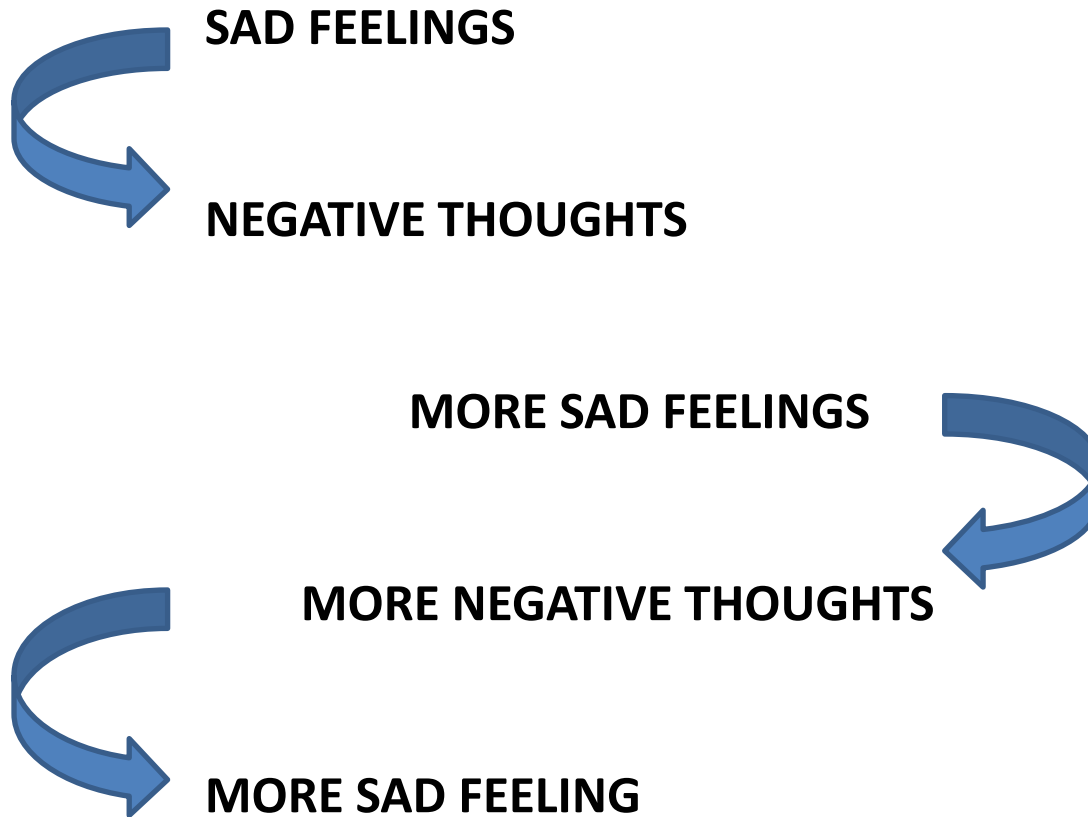 SAD FEELINGS
NEGATIVE THOUGHTS
MORE SAD FEELINGS
MORE NEGATIVE THOUGHTS
MORE SAD FEELING